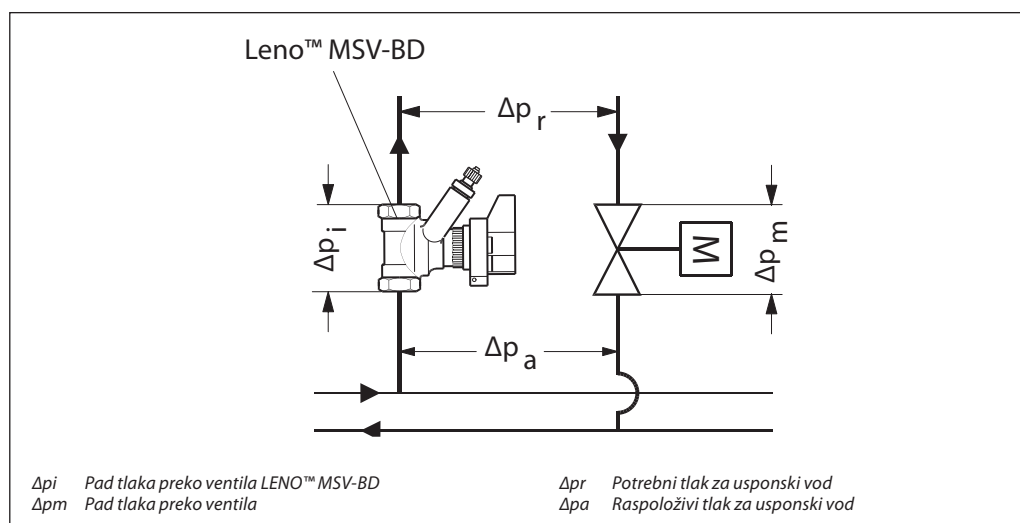 Leno™ MSV-BD
Δp r
Δp i
M
Δp m
Δp a
Δpi Pad tlaka preko ventila LENO™ MSV-BD
Δpm Pad tlaka preko ventila
Δpr Potrebni tlak za usponski vod
Δpa Raspoloživi tlak za usponski vod